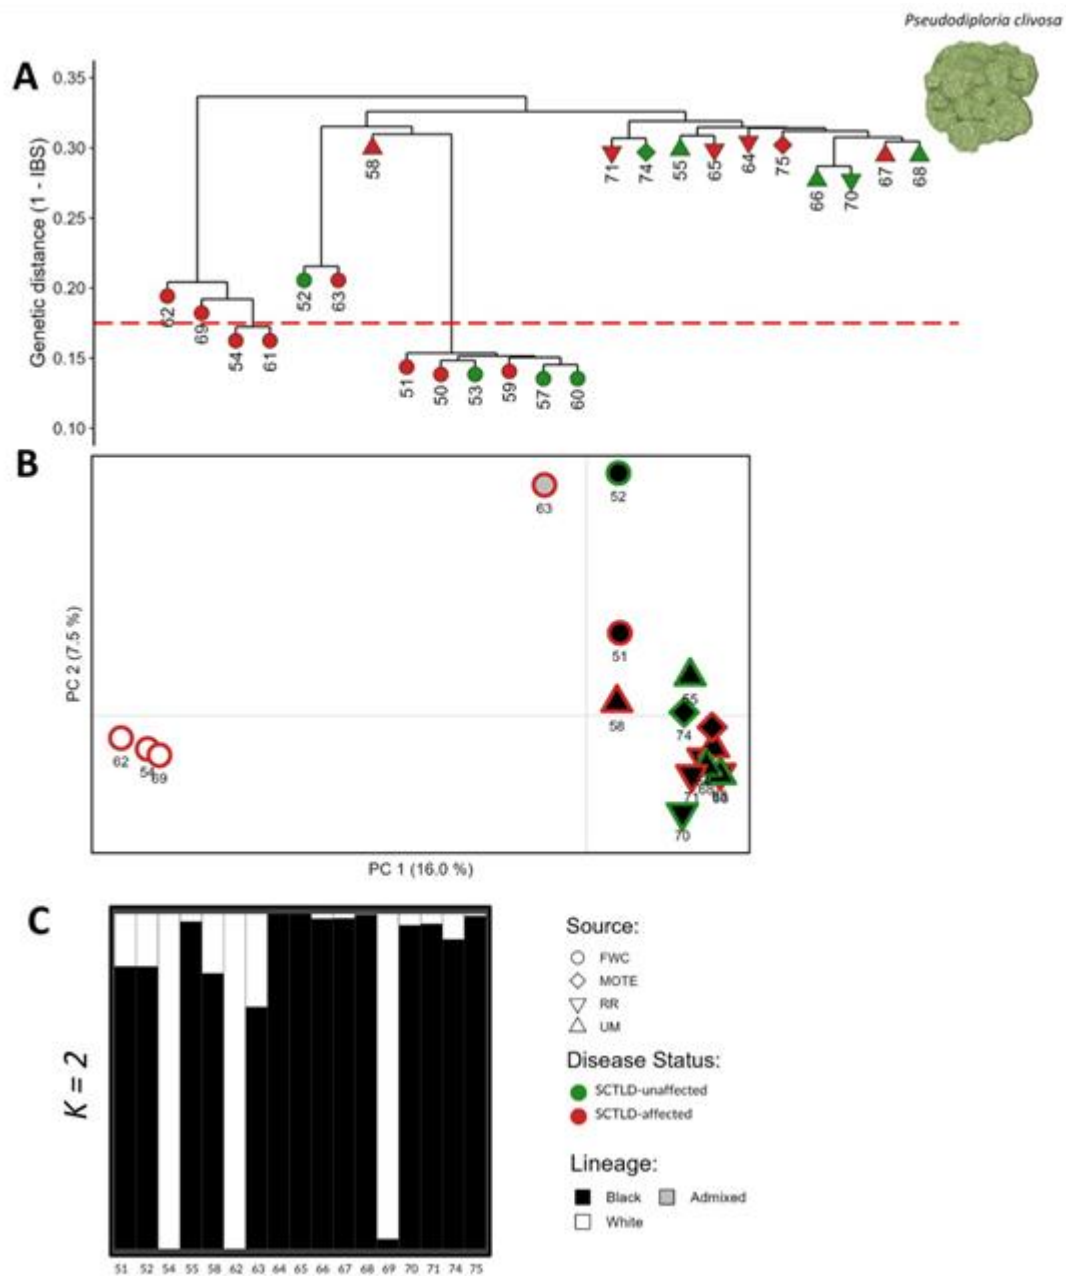 Pseudodiploria clivosa
A
Genetic distance (1 - IBS)
0.35
0.30
0.25
0.20
0.15
0.10
58
71
74
55
65
64
75
66
70
67
68
62
69
54
61
52
63
51
50
53
59
57
60
B
PC 2 (7.5 %)
63
52
51
58
55
74
62
54
69
71
68
70
PC 1 (16.0 %)
C
K = 2
51 52 54 55 58 62 63 64 65 66 67 68 69 70 71 74 75
Source:
FWC
MOTE
RR
UM
Disease Status:
SCTLD-unaffected
SCTLD-affected
Lineage:
Black Admixed
White